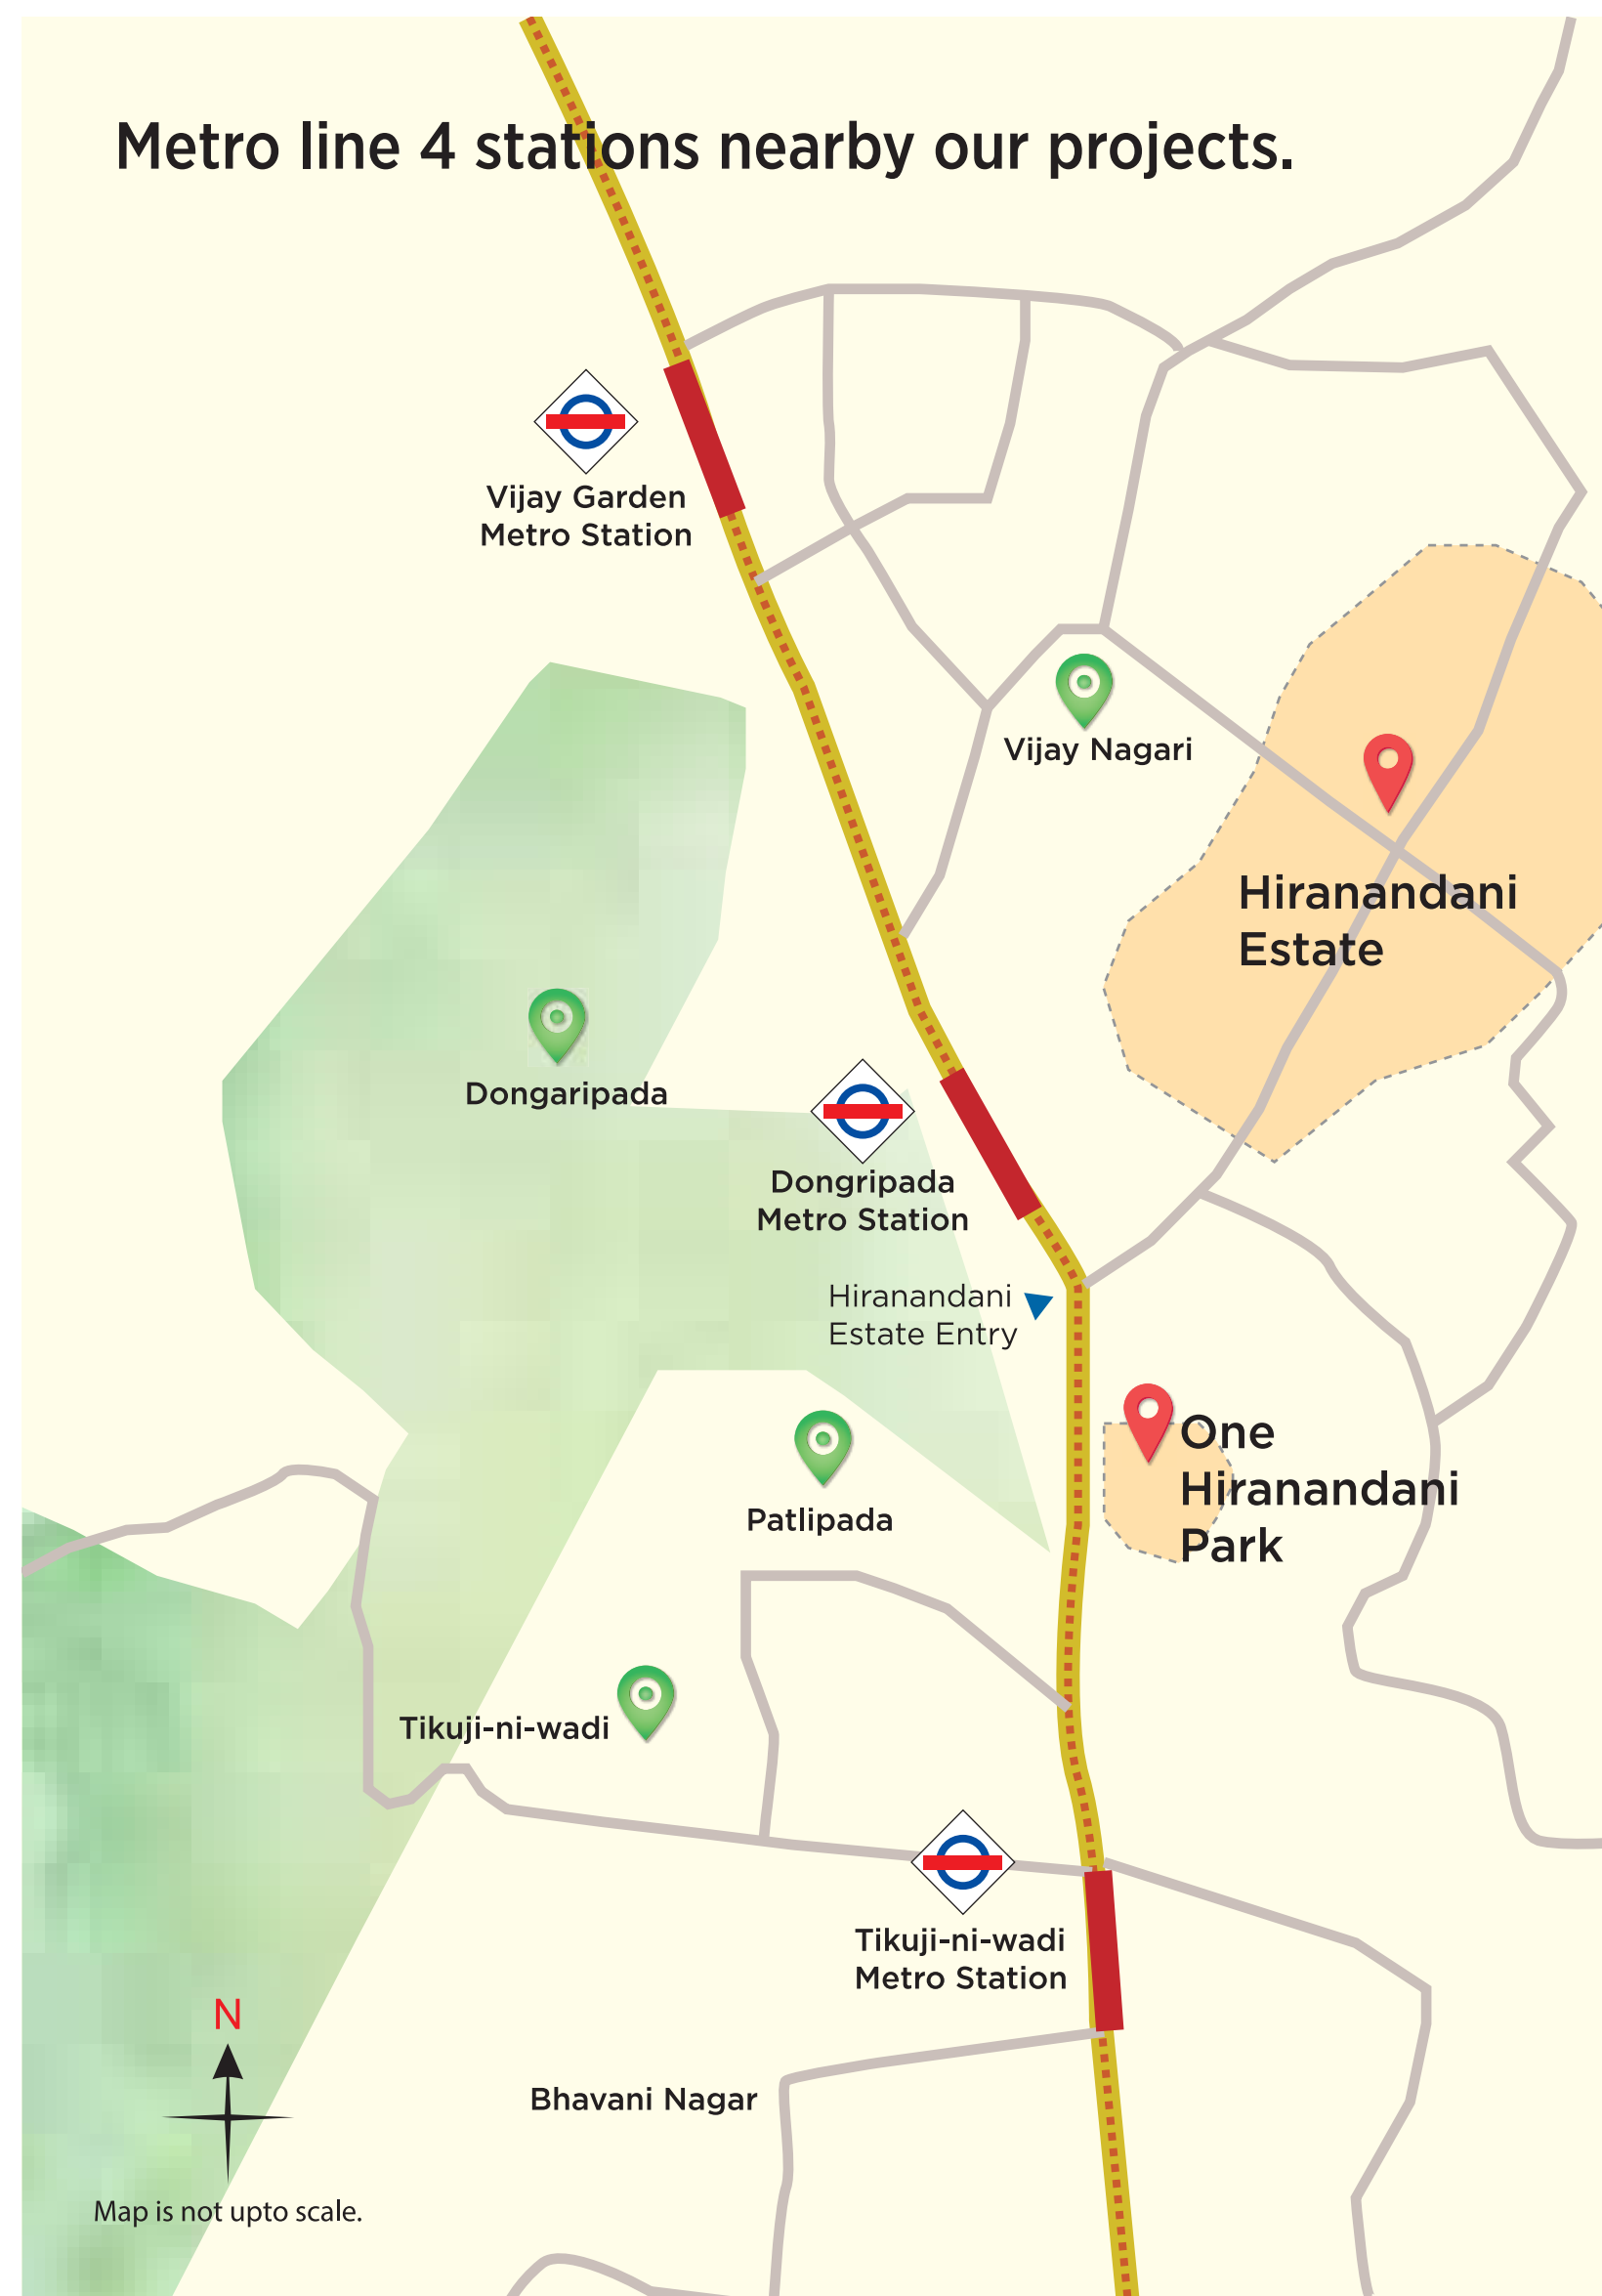 Metro line 4 stations nearby our projects.
Vijay Garden
Metro Station
Vijay Nagari
Hiranandani
Estate
Dongaripada
Dongripada
Metro Station
Hiranandani
Estate Entry
One
Hiranandani
Park
Patlipada
Tikuji-ni-wadi
Tikuji-ni-wadi
Metro Station
N
Bhavani Nagar
Map is not upto scale.